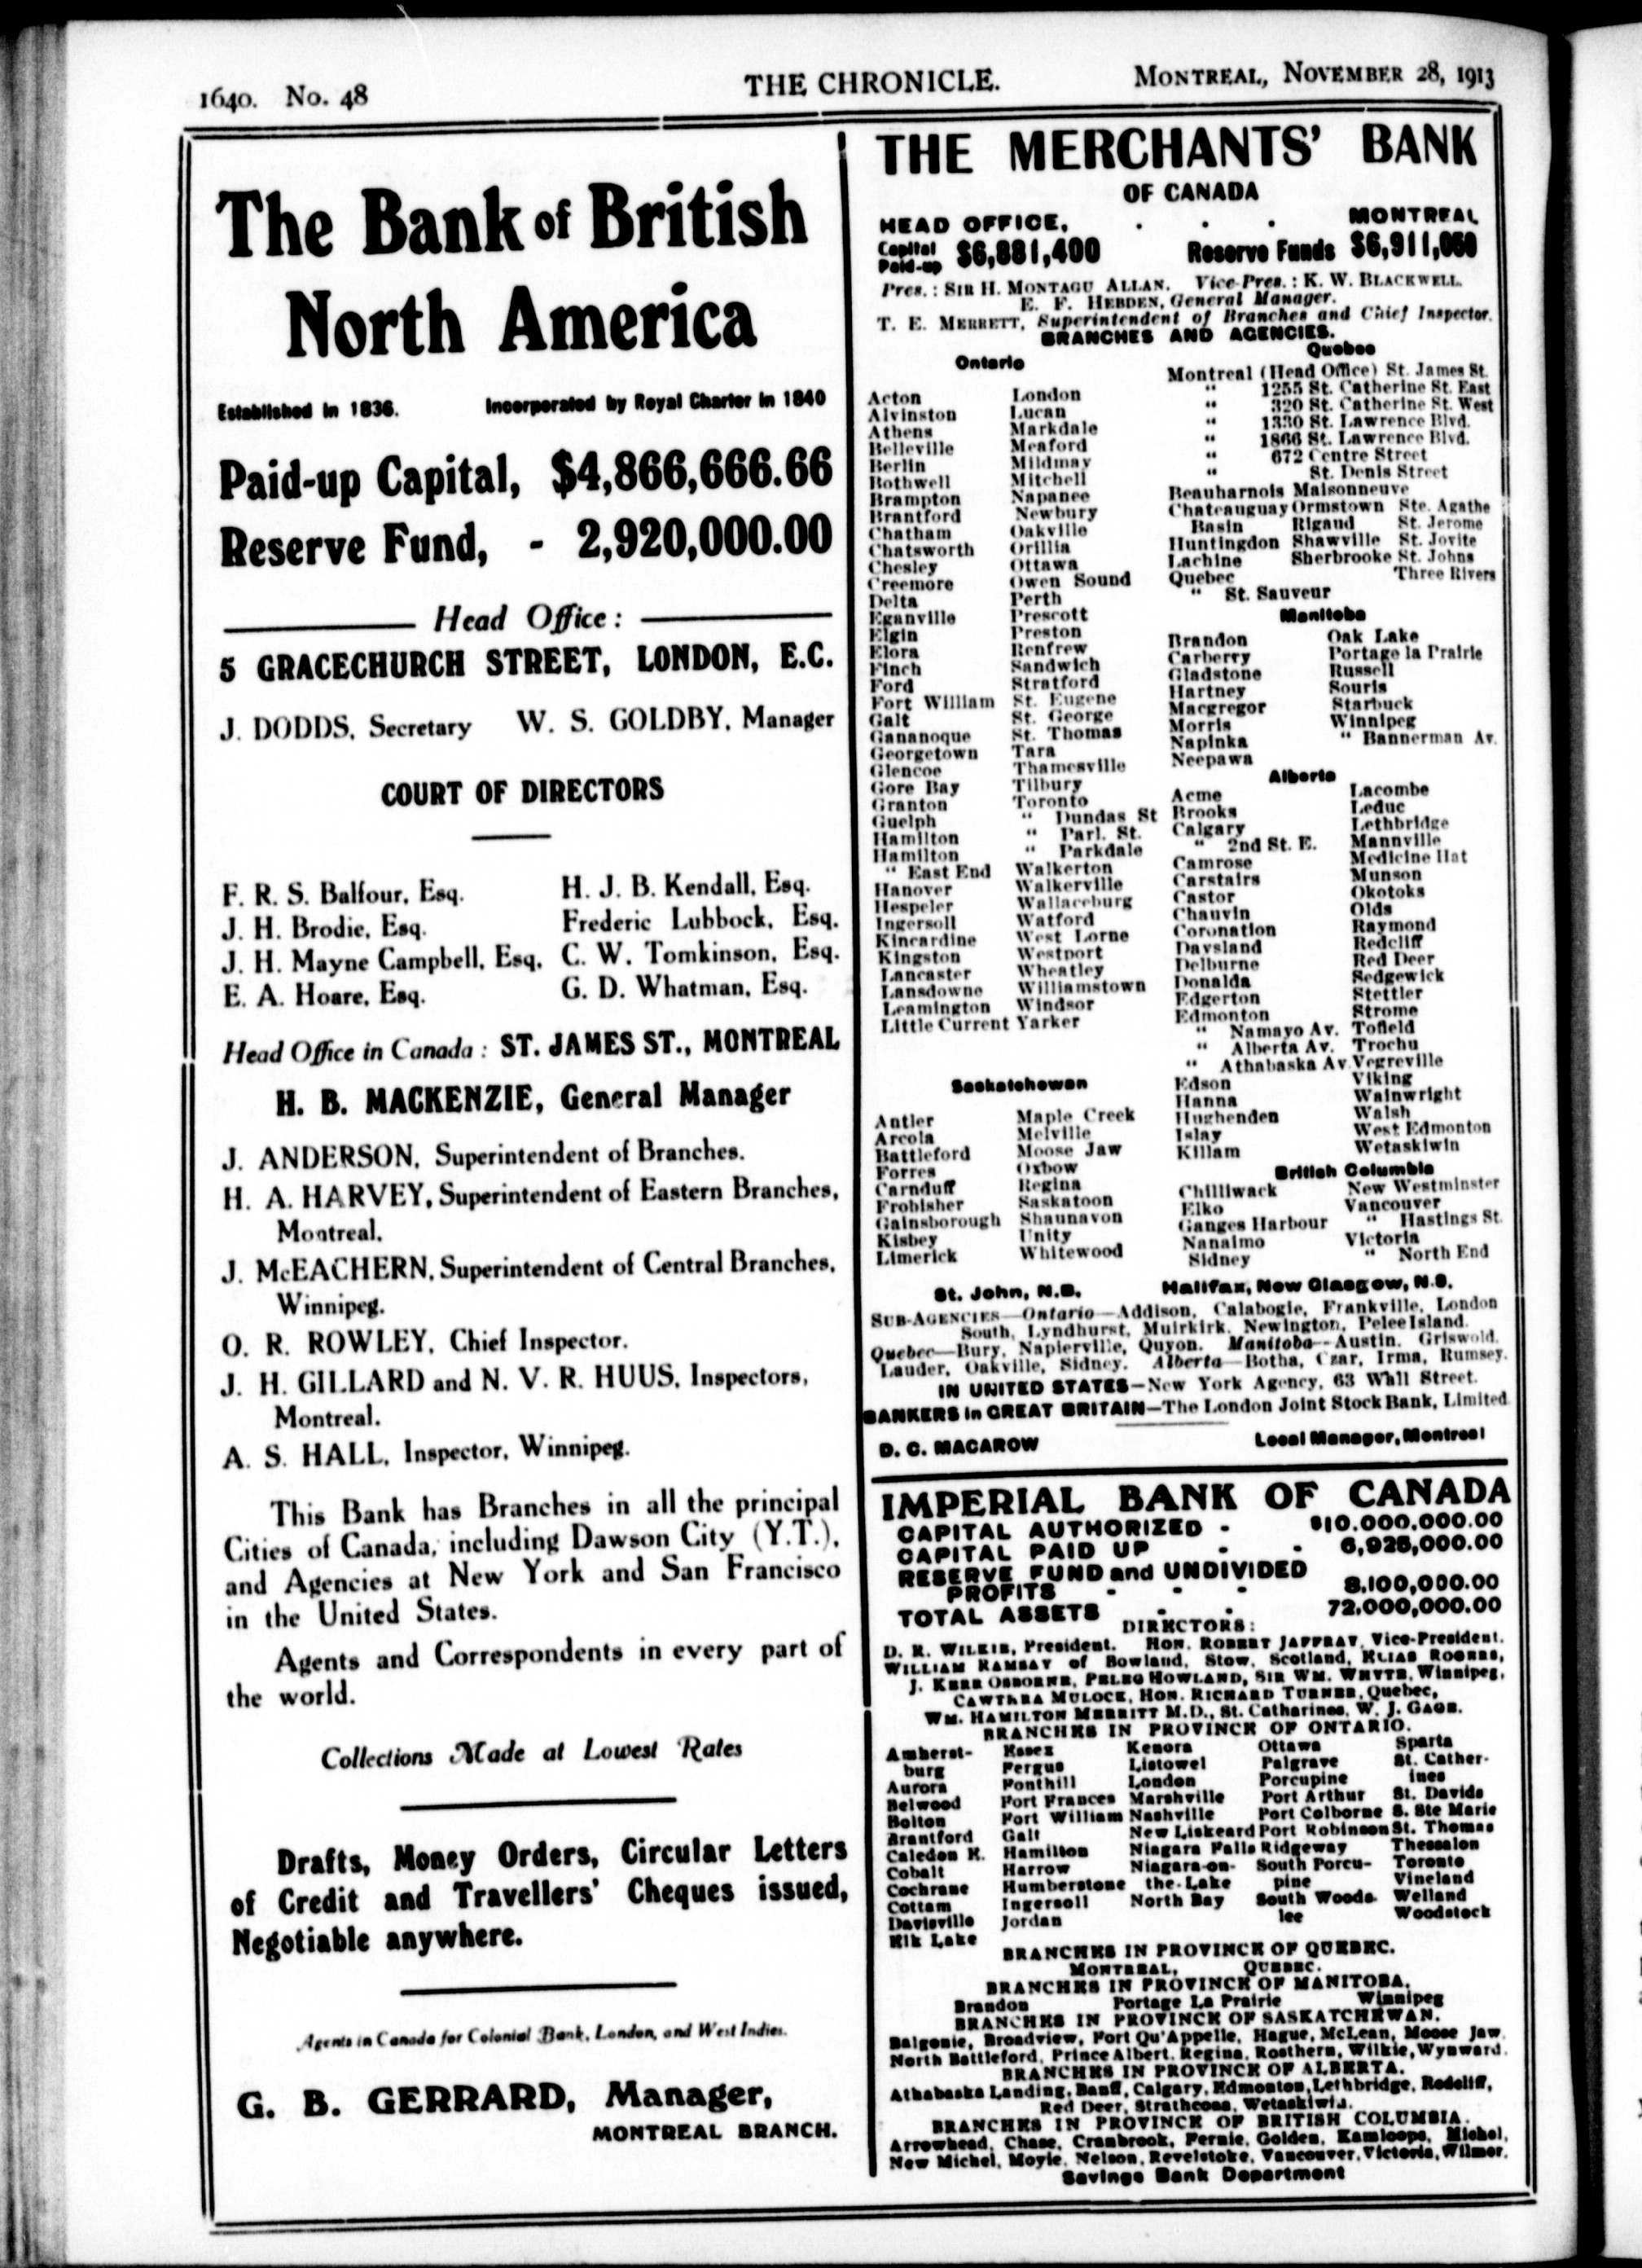 1640. No. 48
THE CHRONICLE.
MONTREAL, NOVEMBER 28, 1913
The Bank of British
North America
Established in 1836. Incorporated by Royal Charter in 1840
Paid-up Capital, $4,866,666.66
Reserve Fund, - 2,920,000.00
Head Office:
5 GRACECHURCH STREET, LONDON, E.C.
J. DODDS, Secretary W. S. GOLDBY, Manager
COURT OF DIRECTORS
F. R. S. Balfour, Esq. H. J. B. Kendall, Esq.
J. H. Brodie, Esq. Frederic Lubbock, Esq.
J. H. Mayne Campbell, Esq. C. W. Tomkinson, Esq.
E. A. Hoare, Esq. G. D. Whatman, Esq.
Head Office in Canada: ST. JAMES ST., MONTREAL
H. B. MACKENZIE, General Manager
J. ANDERSON, Superintendent of Branches.
H. A. HARVEY, Superintendent of Eastern Branches,
Montreal.
J. McEACHERN, Superintendent of Central Branches,
Winnipeg.
O. R. ROWLEY, Chief Inspector.
J. H. GILLARD and N. V. R. HUUS, Inspectors,
Montreal.
A. S. HALL, Inspector, Winnipeg.
This Bank has Branches in all the principal
Cities of Canada, including Dawson City (Y.T.),
and Agencies at New York and San Francisco
in the United States.
Agents and Correspondents in every part of
the world.
Collections Made at Lowest Rates
Drafts, Money Orders, Circular Letters
of Credit and Travellers' Cheques issued,
Negotiable anywhere.
Agents in Canada for Colonial Bank, London, and West Indies.
G. B. GERRARD, Manager,
MONTREAL BRANCH.
THE MERCHANTS' BANK
OF CANADA
HEAD OFFICE, . . . MONTREAL
Capital Paid-up $6,881,400 Reserve Funds $6,911,050
Pres.: SIR H. MONTAGU ALLAN. Vice-Pres.: K. W. BLACKWELL.
E. F. HEBDEN, General Manager.
T. E. MERRETT, Superintendent of Branches and Chief Inspector.
BRANCHES AND AGENCIES.
Ontario
Acton London
Alvinston Lucan
Athens Markdale
Belleville Meaford
Berlin Mildmay
Bothwell Mitchell
Brampton Napanee
Brantford Newbury
Chatham Oakville
Chatsworth Orillia
Chesley Ottawa
Creemore Owen Sound
Delta Perth
Eganville Prescott
Elgin Preston
Elora Renfrew
Finch Sandwich
Ford Stratford
Fort William St. Eugene
Galt St. George
Gananoque St. Thomas
Georgetown Tara
Glencoe Thamesville
Gore Bay Tilbury
Granton Toronto
Guelph " Dundas St
Hamilton " Parl. St.
Hamilton " Parkdale
" East End Walkerton
Hanover Walkerville
Hespeler Wallaceburg
Ingersoll Watford
Kincardine West Lorne
Kingston Westport
Lancaster Wheatley
Lansdowne Williamstown
Leamington Windsor
Little Current Yarker
Saskatchewan
Antler Maple Creek
Arcola Melville
Battleford Moose Jaw
Forres Oxbow
Carnduff Regina
Frobisher Saskatoon
Gainsborough Shaunavon
Kisbey Unity
Limerick Whitewood
Quebec
Montreal (Head Office) St. James St.
" 1255 St. Catherine St. East
" 320 St. Catherine St. West
" 1330 St. Lawrence Blvd.
" 1866 St. Lawrence Blvd.
" 672 Centre Street
" St. Denis Street
Beauharnois Maisonneuve
Chateauguay Ormstown Ste. Agathe
Basin Rigaud St. Jerome
Huntingdon Shawville St. Jovite
Lachine Sherbrooke St. Johns
Quebec Three Rivers
" St. Sauveur
Manitoba
Brandon Oak Lake
Carberry Portage la Prairie
Gladstone Russell
Hartney Souris
Macgregor Starbuck
Morris Winnipeg
Napinka " Bannerman Av.
Neepawa
Alberta
Acme Lacombe
Brooks Leduc
Calgary Lethbridge
" 2nd St. E. Mannville
Camrose Medicine Hat
Carstairs Munson
Castor Okotoks
Chauvin Olds
Coronation Raymond
Daysland Redcliff
Delburne Red Deer
Donalda Sedgewick
Edgerton Stettler
Edmonton Strome
" Namayo Av. Tofield
" Alberta Av. Trochu
" Athabaska Av. Vegreville
Edson Viking
Hanna Wainwright
Hughenden Walsh
Islay West Edmonton
Killam Wetaskiwin
British Columbia
Chilliwack New Westminster
Elko Vancouver
Ganges Harbour " Hastings St.
Nanaimo Victoria
Sidney " North End
St. John, N.B. Halifax, New Glasgow, N.S.
SUB-AGENCIES—Ontario—Addison, Calabogie, Frankville, London
South, Lyndhurst, Muirkirk, Newington, Pelee Island.
Quebec—Bury, Napierville, Quyon. Manitoba—Austin, Griswold,
Lauder, Oakville, Sidney. Alberta—Botha, Czar, Irma, Rumsey.
IN UNITED STATES—New York Agency, 63 Wall Street.
BANKERS in GREAT BRITAIN—The London Joint Stock Bank, Limited
D. C. MACAROW Local Manager, Montreal
IMPERIAL BANK OF CANADA
CAPITAL AUTHORIZED - $10,000,000.00
CAPITAL PAID UP - - 6,925,000.00
RESERVE FUND and UNDIVIDED
PROFITS - - - 8,100,000.00
TOTAL ASSETS - - 72,000,000.00
DIRECTORS:
D. R. WILKIE, President. HON. ROBERT JAFFRAY, Vice-President.
WILLIAM RAMSAY of Bowland, Stow, Scotland, ELIAS ROGERS,
J. KERR OSBORNE, PELEG HOWLAND, SIR WM. WHYTE, Winnipeg,
CAWTHRA MULOCK, HON. RICHARD TURNER, Quebec,
WM. HAMILTON MERRITT M.D., St. Catharines, W. J. GAGE.
BRANCHES IN PROVINCE OF ONTARIO.
Amherst- Essex Kenora Ottawa Sparta
burg Fergus Listowel Palgrave St. Cather-
Aurora Fonthill London Porcupine ines
Belwood Fort Frances Marshville Port Arthur St. Davids
Bolton Fort William Nashville Port Colborne S. Ste Marie
Brantford Galt New Liskeard Port Robinson St. Thomas
Caledon E. Hamilton Niagara Falls Ridgeway Thessalon
Cobalt Harrow Niagara-on- South Porcu- Toronto
Cochrane Humberstone the-Lake pine Vineland
Cottam Ingersoll North Bay South Woods- Welland
Davisville Jordan lee Woodstock
Elk Lake
BRANCHES IN PROVINCE OF QUEBEC.
MONTREAL, QUEBEC.
BRANCHES IN PROVINCE OF MANITOBA.
Brandon Portage La Prairie Winnipeg
BRANCHES IN PROVINCE OF SASKATCHEWAN.
Balgonie, Broadview, Fort Qu'Appelle, Hague, McLean, Moose Jaw,
North Battleford, Prince Albert, Regina, Rosthern, Wilkie, Wynward.
BRANCHES IN PROVINCE OF ALBERTA.
Athabaska Landing, Banff, Calgary, Edmonton, Lethbridge, Redcliff,
Red Deer, Strathcona, Wetaskiwin.
BRANCHES IN PROVINCE OF BRITISH COLUMBIA.
Arrowhead, Chase, Cranbrook, Fernie, Golden, Kamloops, Michel,
New Michel, Moyie, Nelson, Revelstoke, Vancouver, Victoria, Wilmer.
Savings Bank Department